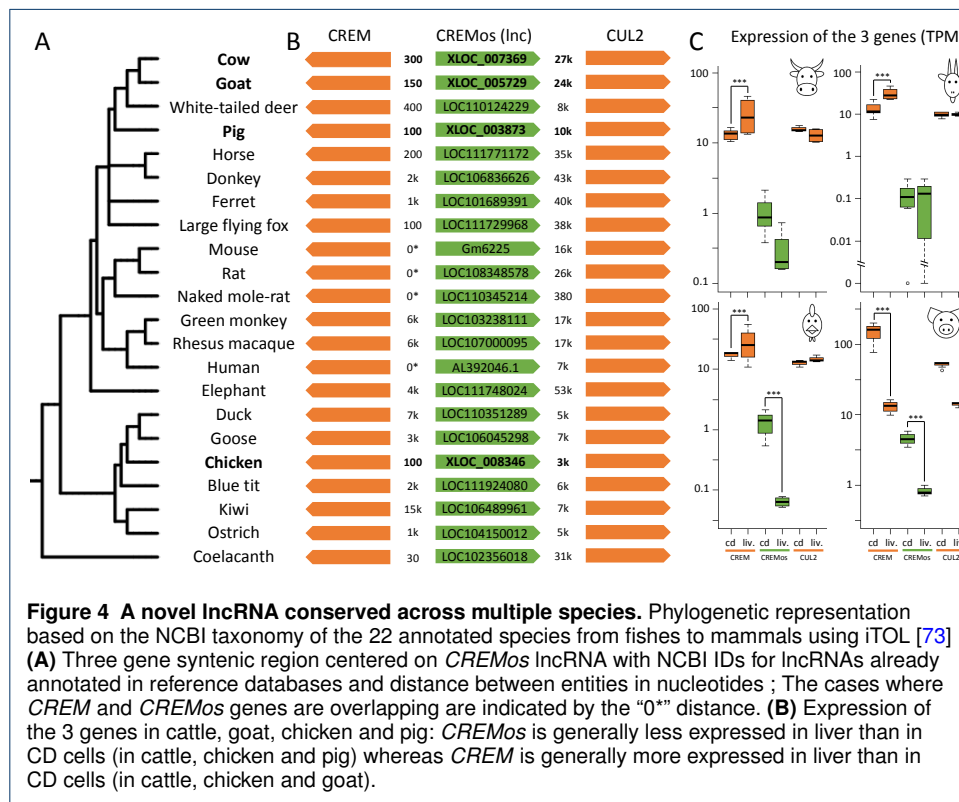 A B CREM CREMos (lnc) CUL2 C Expression of the 3 genes (TPM
Cow 300 XLOC_007369 27k
Goat 150 XLOC_005729 24k
White-tailed deer 400 LOC110124229 8k
Pig 100 XLOC_003873 10k
Horse 200 LOC111771172 35k
Donkey 2k LOC106836626 43k
Ferret 1k LOC101689391 40k
Large flying fox 100 LOC111729968 38k
Mouse 0* Gm6225 16k
Rat 0* LOC108348578 26k
Naked mole-rat 0* LOC110345214 380
Green monkey 6k LOC103238111 17k
Rhesus macaque 6k LOC107000095 17k
Human 0* AL392046.1 7k
Elephant 4k LOC111748024 53k
Duck 7k LOC110351289 5k
Goose 3k LOC106045298 7k
Chicken 100 XLOC_008346 3k
Blue tit 2k LOC111924080 6k
Kiwi 15k LOC106489961 7k
Ostrich 1k LOC104150012 5k
Coelacanth 30 LOC102356018 31k
100
10
1
0.1
***
100
10
1
0.1
0.01
0
***
100
10
1
0.1
***
***
100
10
1
***
***
cd liv. cd liv. cd liv.
CREM CREMos CUL2
cd liv. cd liv. cd liv.
CREM CREMos CUL2
Figure 4 A novel lncRNA conserved across multiple species. Phylogenetic representation
based on the NCBI taxonomy of the 22 annotated species from fishes to mammals using iTOL [73]
(A) Three gene syntenic region centered on CREMos lncRNA with NCBI IDs for lncRNAs already
annotated in reference databases and distance between entities in nucleotides ; The cases where
CREM and CREMos genes are overlapping are indicated by the “0*” distance. (B) Expression of
the 3 genes in cattle, goat, chicken and pig: CREMos is generally less expressed in liver than in
CD cells (in cattle, chicken and pig) whereas CREM is generally more expressed in liver than in
CD cells (in cattle, chicken and goat).